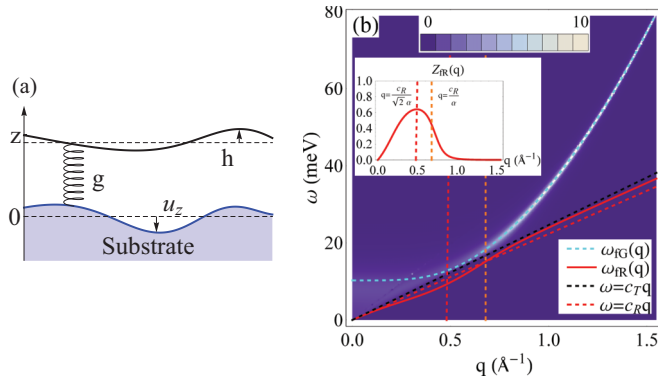 (a)
z
h
g
0
u_z
Substrate
(b)
0 10
80
60
40
20
0
ω (meV)
Z_fR(q)
1.0
0.8
0.6
0.4
0.2
0.0
q=c_R/√2 α
q=c_R/α
0.0 0.5 1.0 1.5
q (Å⁻¹)
ω_fG(q)
ω_fR(q)
ω=c_Tq
ω=c_Rq
0.0 0.5 1.0 1.5
q (Å⁻¹)